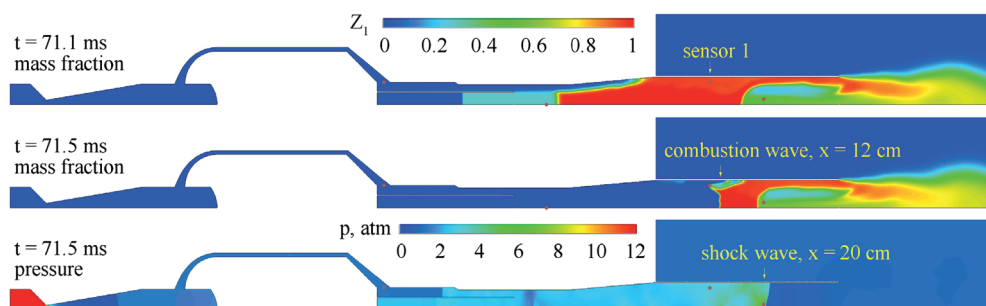 Z₁
0 0.2 0.4 0.6 0.8 1
t = 71.1 ms
mass fraction
sensor 1
t = 71.5 ms
mass fraction
combustion wave, x = 12 cm
p, atm
0 2 4 6 8 10 12
t = 71.5 ms
pressure
shock wave, x = 20 cm